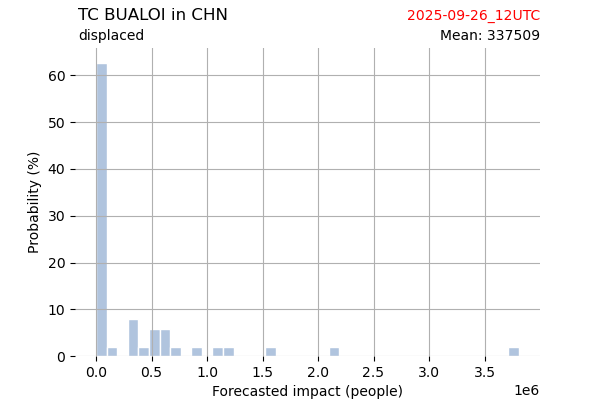 TC BUALOI in CHN
2025-09-26_12UTC
displaced
Mean: 337509
60
50
40
30
20
10
0
Probability (%)
0.0 0.5 1.0 1.5 2.0 2.5 3.0 3.5
1e6
Forecasted impact (people)